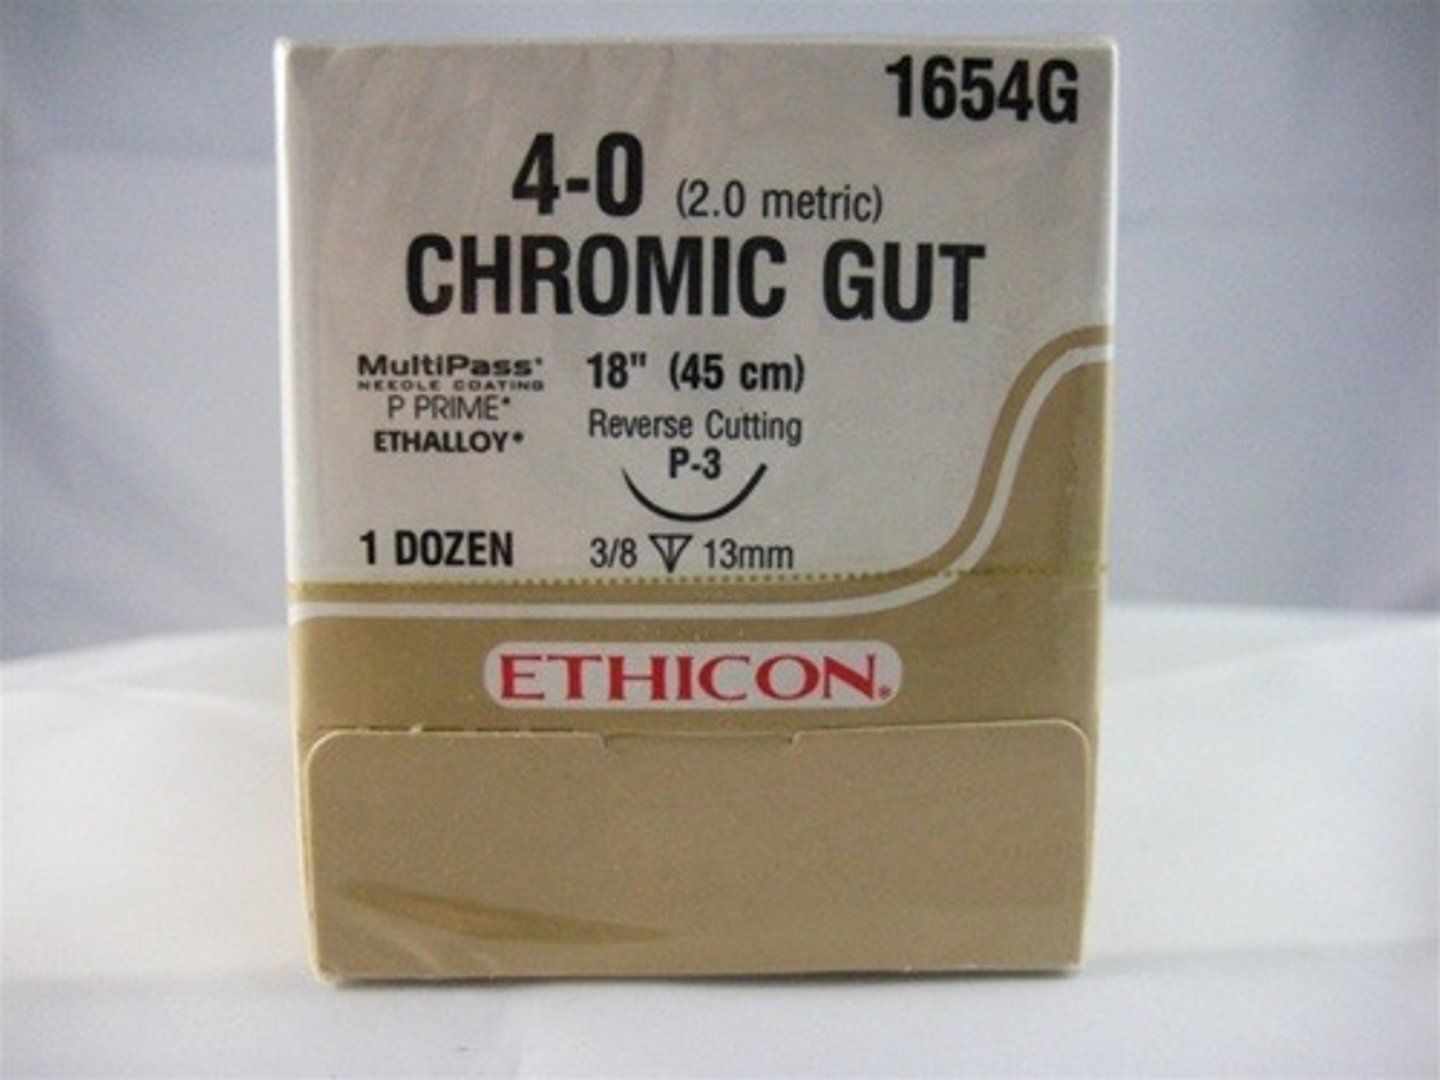 1654G
4-0 (2.0 metric)
CHROMIC GUT
MultiPass*
NEEDLE COATING
P PRIME*
ETHALLOY*
18" (45 cm)
Reverse Cutting
P-3
1 DOZEN
3/8 13mm
ETHICON®